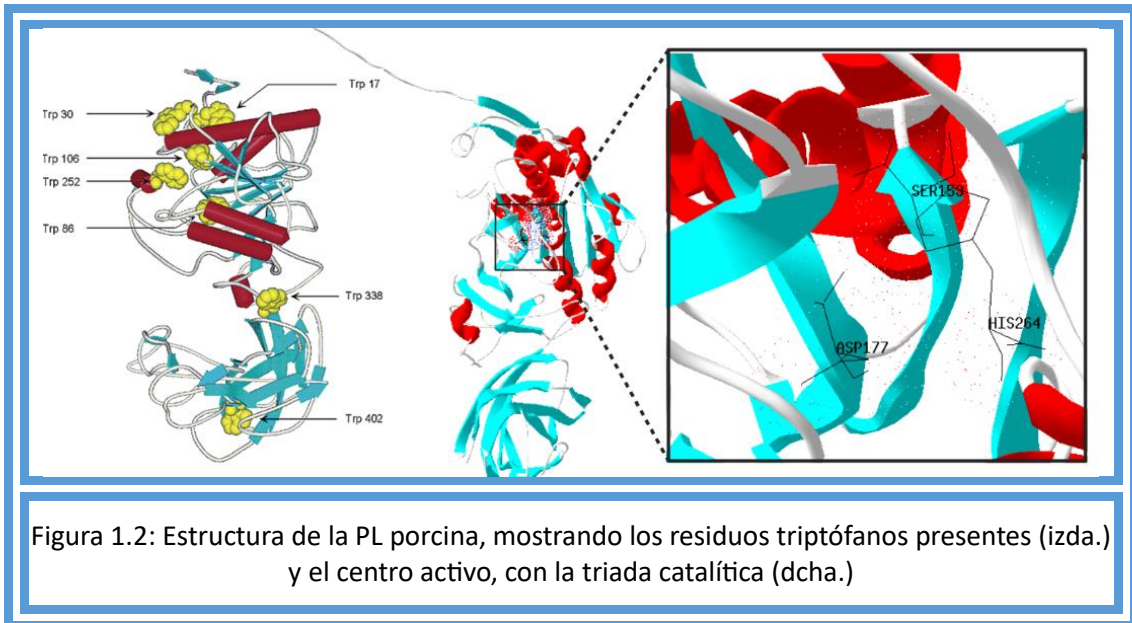 Trp 17
Trp 30
Trp 106
Trp 252
Trp 86
Trp 338
Trp 402
SER153
HIS264
ASP177
Figura 1.2: Estructura de la PL porcina, mostrando los residuos triptófanos presentes (izda.)
y el centro activo, con la triada catalítica (dcha.)